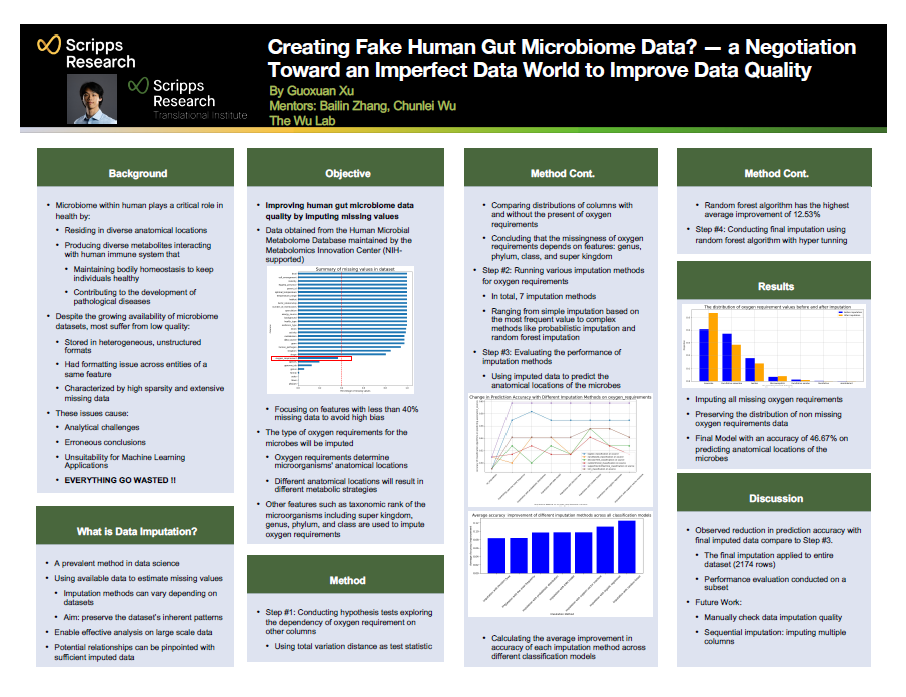 Scripps
Research
Scripps
Research
Translational Institute
Creating Fake Human Gut Microbiome Data? — a Negotiation
Toward an Imperfect Data World to Improve Data Quality
By Guoxuan Xu
Mentors: Bailin Zhang, Chunlei Wu
The Wu Lab
Background
• Microbiome within human plays a critical role in
health by:
• Residing in diverse anatomical locations
• Producing diverse metabolites interacting
with human immune system that
• Maintaining bodily homeostasis to keep
individuals healthy
• Contributing to the development of
pathological diseases
• Despite the growing availability of microbiome
datasets, most suffer from low quality:
• Stored in heterogeneous, unstructured
formats
• Had formatting issue across entities of a
same feature
• Characterized by high sparsity and extensive
missing data
• These issues cause:
• Analytical challenges
• Erroneous conclusions
• Unsuitability for Machine Learning
Applications
• EVERYTHING GO WASTED !!
What is Data Imputation?
• A prevalent method in data science
• Using available data to estimate missing values
• Imputation methods can vary depending on
datasets
• Aim: preserve the dataset's inherent patterns
• Enable effective analysis on large scale data
• Potential relationships can be pinpointed with
sufficient imputed data
Objective
• Improving human gut microbiome data
quality by imputing missing values
• Data obtained from the Human Microbial
Metabolome Database maintained by the
Metabolomics Innovation Center (NIH-
supported)
Summary of missing values in dataset
• Focusing on features with less than 40%
missing data to avoid high bias
• The type of oxygen requirements for the
microbes will be imputed
• Oxygen requirements determine
microorganisms' anatomical locations
• Different anatomical locations will result in
different metabolic strategies
• Other features such as taxonomic rank of the
microorganisms including super kingdom,
genus, phylum, and class are used to impute
oxygen requirements
Method
• Step #1: Conducting hypothesis tests exploring
the dependency of oxygen requirement on
other columns
• Using total variation distance as test statistic
Method Cont.
• Comparing distributions of columns with
and without the present of oxygen
requirements
• Concluding that the missingness of oxygen
requirements depends on features: genus,
phylum, class, and super kingdom
• Step #2: Running various imputation methods
for oxygen requirements
• In total, 7 imputation methods
• Ranging from simple imputation based on
the most frequent value to complex
methods like probabilistic imputation and
random forest imputation
• Step #3: Evaluating the performance of
imputation methods
• Using imputed data to predict the
anatomical locations of the microbes
Change in Prediction Accuracy with Different Imputation Methods on oxygen_requirements
Average accuracy improvement of different imputation methods across all classification models
• Calculating the average improvement in
accuracy of each imputation method across
different classification models
Method Cont.
• Random forest algorithm has the highest
average improvement of 12.53%
• Step #4: Conducting final imputation using
random forest algorithm with hyper tunning
Results
The distribution of oxygen requirement values before and after imputation
• Imputing all missing oxygen requirements
• Preserving the distribution of non missing
oxygen requirements data
• Final Model with an accuracy of 46.67% on
predicting anatomical locations of the
microbes
Discussion
• Observed reduction in prediction accuracy with
final imputed data compare to Step #3.
• The final imputation applied to entire
dataset (2174 rows)
• Performance evaluation conducted on a
subset
• Future Work:
• Manually check data imputation quality
• Sequential imputation: imputing multiple
columns